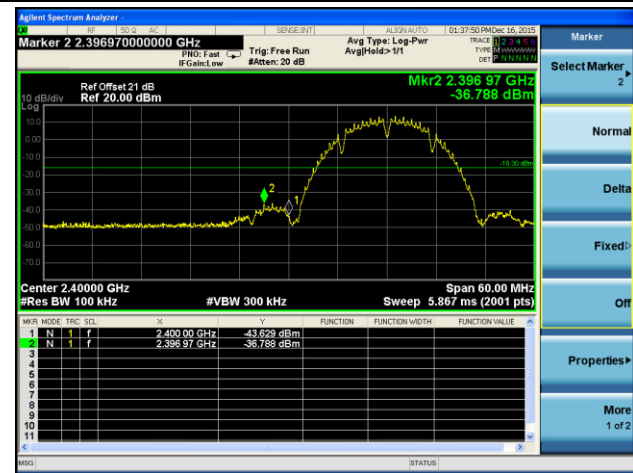 Agilent Spectrum Analyzer -
RF 50 Ω AC SENSE:INT ALIGNAUTO 01:37:50 PM Dec 16, 2015
Marker 2 2.396970000000 GHz
PNO: Fast
IFGain:Low
Trig: Free Run
#Atten: 20 dB
Avg Type: Log-Pwr
Avg|Hold:> 1/1
TRACE 1 2 3 4 5 6
TYPE
DET P N N N N N
Mkr2 2.396 97 GHz
-36.788 dBm
Ref Offset 21 dB
10 dB/div Ref 20.00 dBm
Log
10.0
0.00
-10.0
-16.30 dBm
-20.0
-30.0
2
1
-40.0
-50.0
-60.0
-70.0
Center 2.40000 GHz Span 60.00 MHz
#Res BW 100 kHz #VBW 300 kHz Sweep 5.867 ms (2001 pts)
MKR MODE TRC SCL X Y FUNCTION FUNCTION WIDTH FUNCTION VALUE
1 N 1 f 2.400 00 GHz -43.629 dBm
2 N 1 f 2.396 97 GHz -36.788 dBm
3
4
5
6
7
8
9
10
11
MSG STATUS
Marker
Select Marker
2
Normal
Delta
Fixed
Off
Properties
More
1 of 2